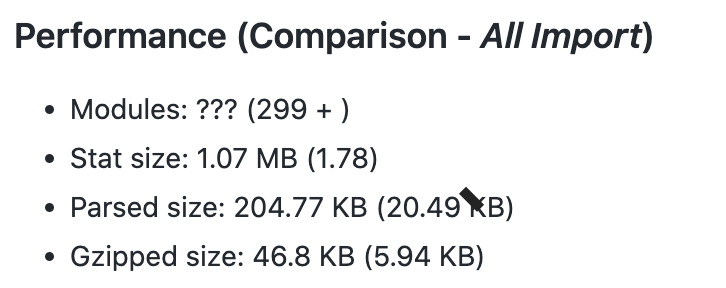 Performance (Comparison - All Import)
• Modules: ??? (299 + )
• Stat size: 1.07 MB (1.78)
• Parsed size: 204.77 KB (20.49 KB)
• Gzipped size: 46.8 KB (5.94 KB)